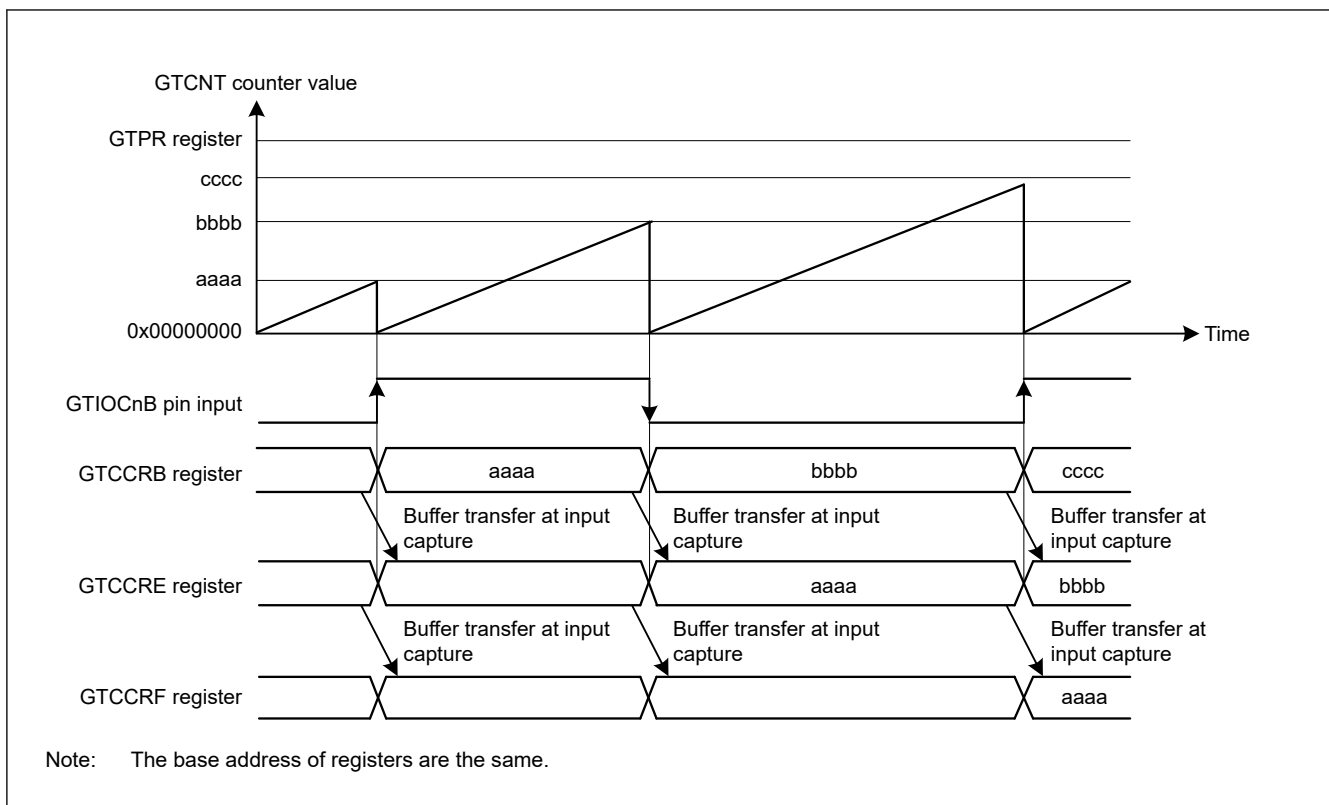 GTCNT counter value
GTPR register
cccc
bbbb
aaaa
0x00000000
Time
GTIOCnB pin input
GTCCRB register
aaaa
bbbb
cccc
Buffer transfer at input
capture
Buffer transfer at input
capture
Buffer transfer at
input capture
GTCCRE register
aaaa
bbbb
Buffer transfer at input
capture
Buffer transfer at input
capture
Buffer transfer at
input capture
GTCCRF register
aaaa
Note: The base address of registers are the same.